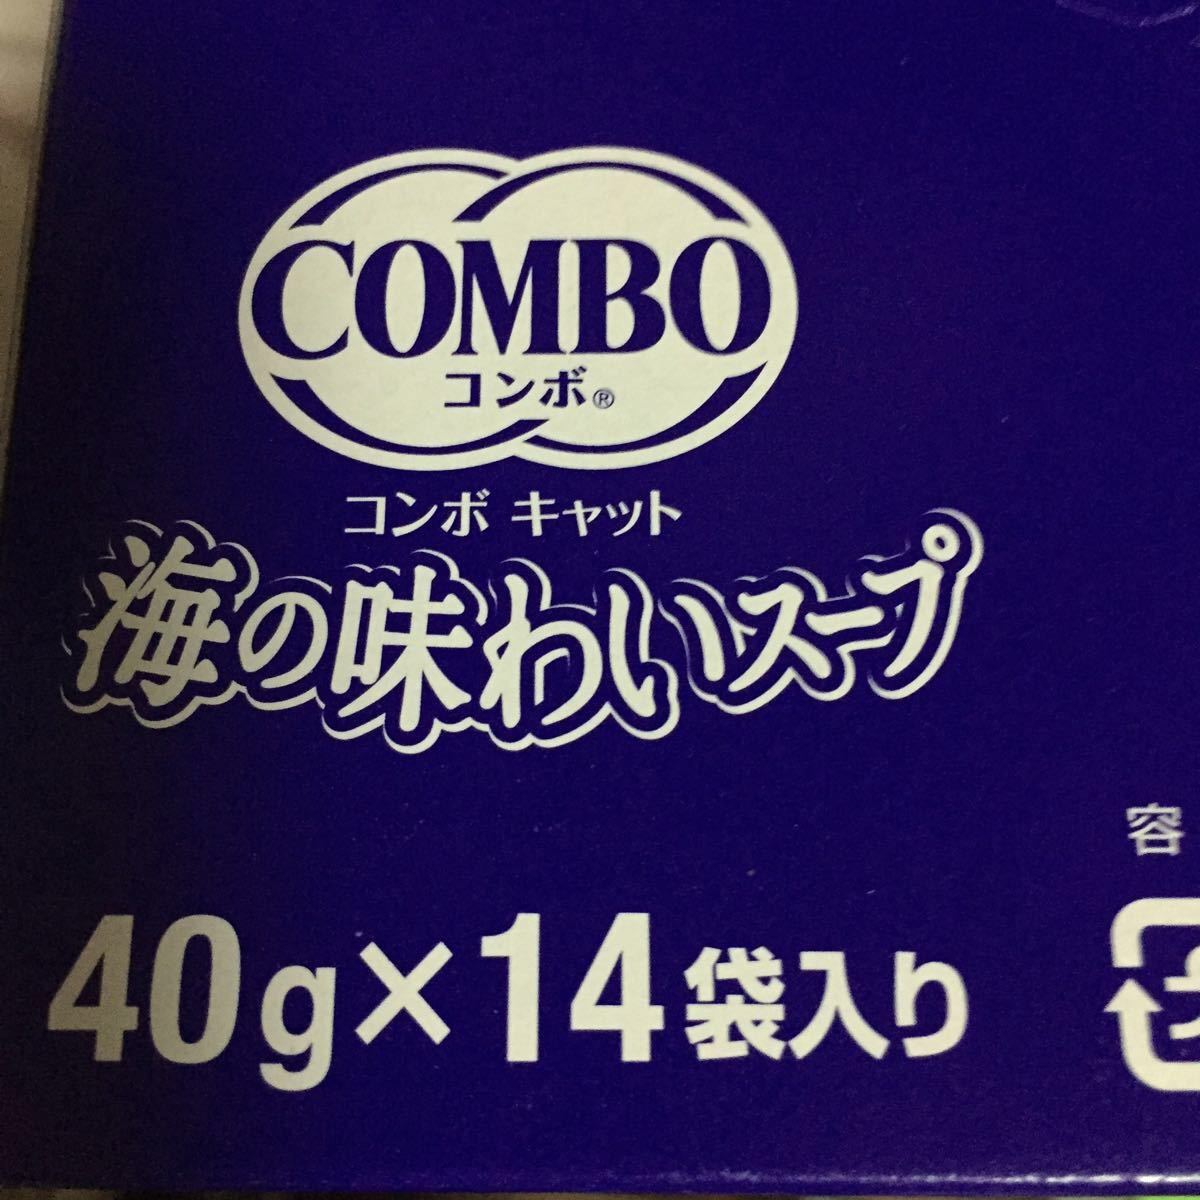 COMBO
コンボ®
コンボ キャット
海の味わいスープ
40g×14袋入り
容